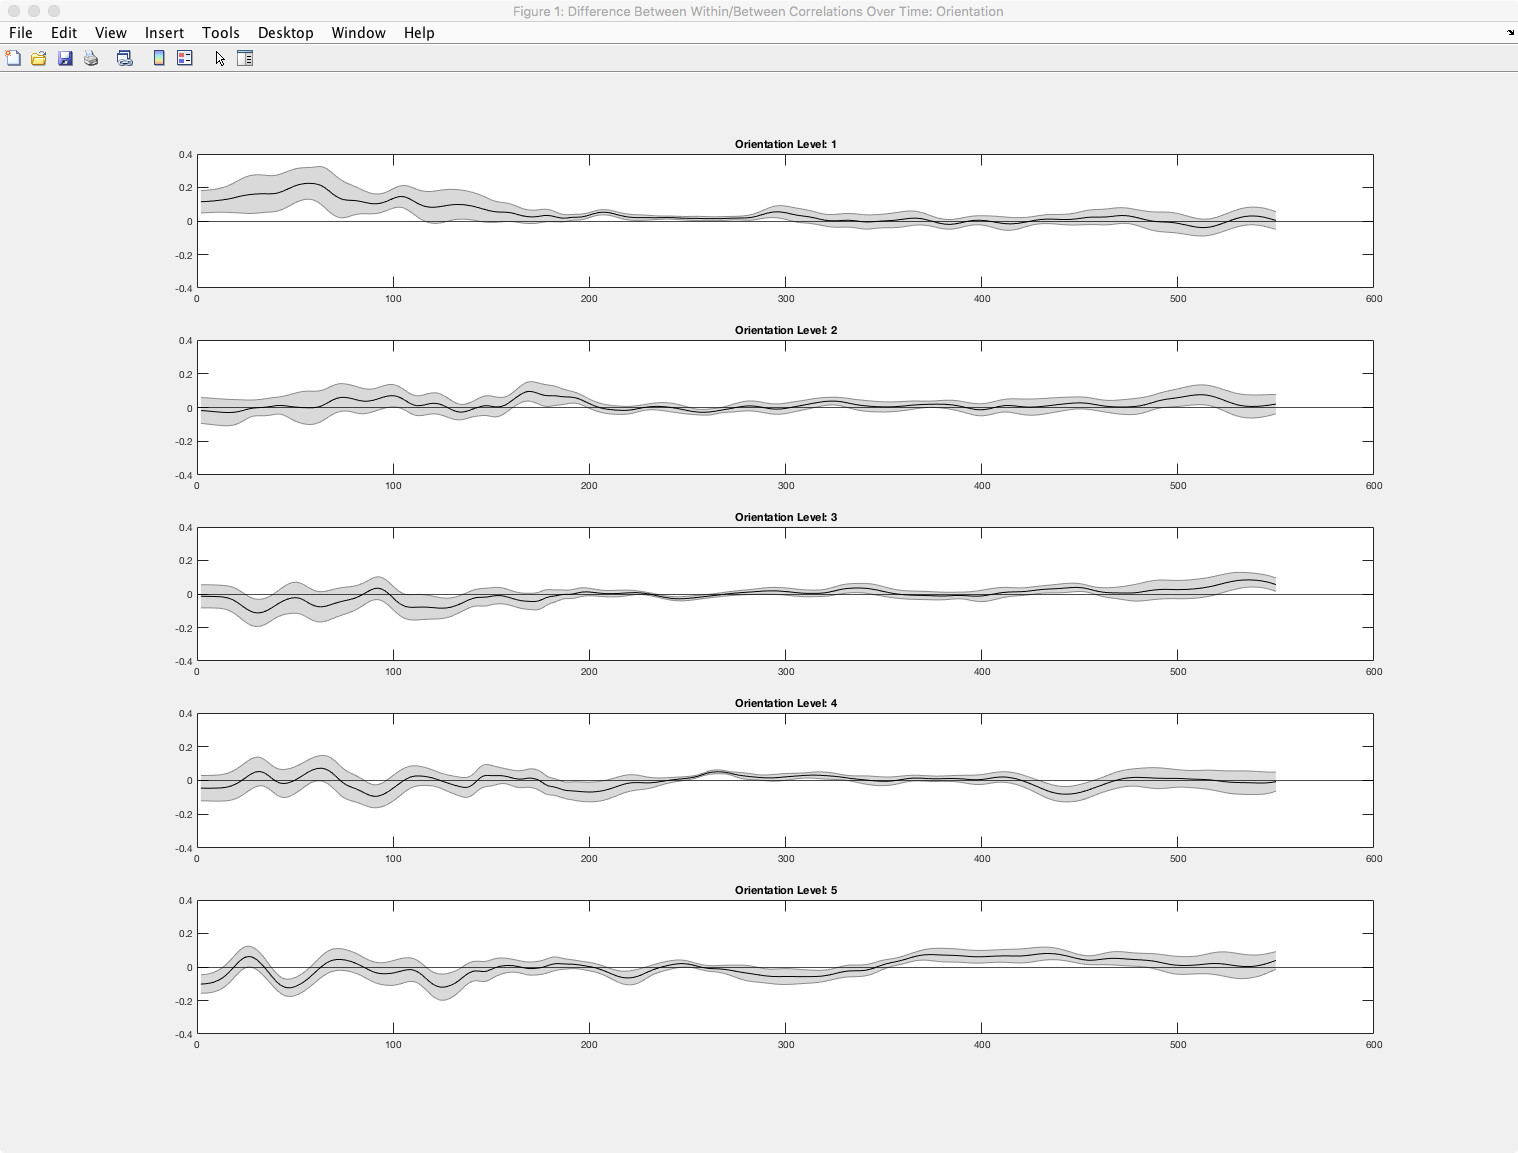 Figure 1: Difference Between Within/Between Correlations Over Time: Orientation
File Edit View Insert Tools Desktop Window Help
Orientation Level: 1
0.4
0.2
0
-0.2
-0.4
0 100 200 300 400 500 600
Orientation Level: 2
0.4
0.2
0
-0.2
-0.4
0 100 200 300 400 500 600
Orientation Level: 3
0.4
0.2
0
-0.2
-0.4
0 100 200 300 400 500 600
Orientation Level: 4
0.4
0.2
0
-0.2
-0.4
0 100 200 300 400 500 600
Orientation Level: 5
0.4
0.2
0
-0.2
-0.4
0 100 200 300 400 500 600